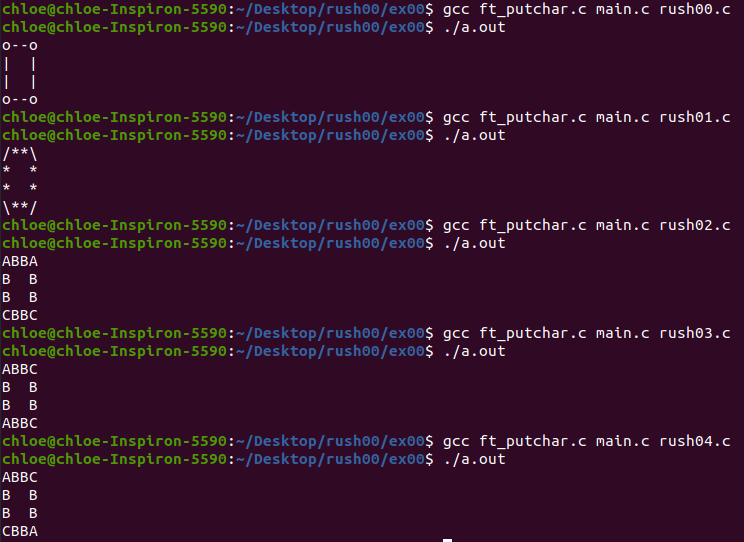 chloe@chloe-Inspiron-5590:~/Desktop/rush00/ex00$ gcc ft_putchar.c main.c rush00.c
chloe@chloe-Inspiron-5590:~/Desktop/rush00/ex00$ ./a.out
o--o
|  |
|  |
o--o
chloe@chloe-Inspiron-5590:~/Desktop/rush00/ex00$ gcc ft_putchar.c main.c rush01.c
chloe@chloe-Inspiron-5590:~/Desktop/rush00/ex00$ ./a.out
/**\
*  *
*  *
\**/
chloe@chloe-Inspiron-5590:~/Desktop/rush00/ex00$ gcc ft_putchar.c main.c rush02.c
chloe@chloe-Inspiron-5590:~/Desktop/rush00/ex00$ ./a.out
ABBA
B  B
B  B
CBBC
chloe@chloe-Inspiron-5590:~/Desktop/rush00/ex00$ gcc ft_putchar.c main.c rush03.c
chloe@chloe-Inspiron-5590:~/Desktop/rush00/ex00$ ./a.out
ABBC
B  B
B  B
ABBC
chloe@chloe-Inspiron-5590:~/Desktop/rush00/ex00$ gcc ft_putchar.c main.c rush04.c
chloe@chloe-Inspiron-5590:~/Desktop/rush00/ex00$ ./a.out
ABBC
B  B
B  B
CBBA